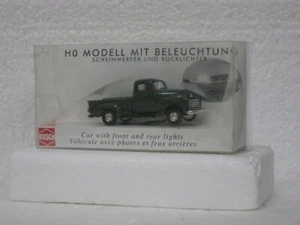 H0 MODELL MIT BELEUCHTUNG
SCHEINWERFER UND RÜCKLICHTER
BUSCH
Car with front and rear lights
Véhicule avec phares et feux arrières